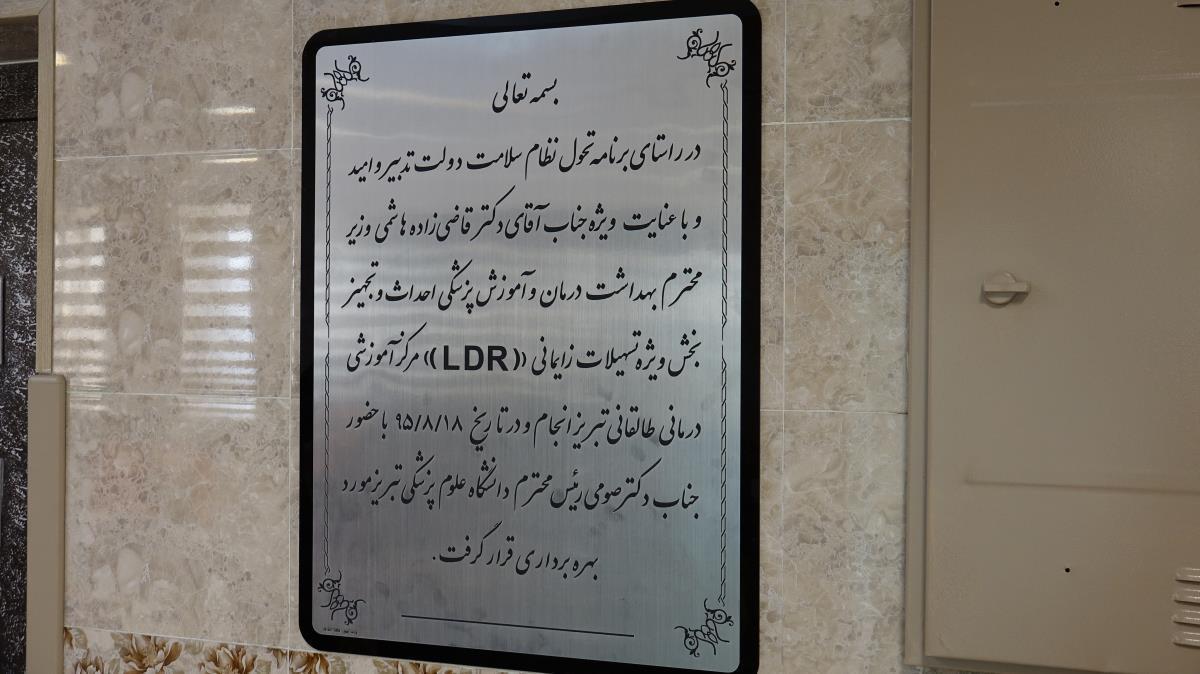 بسمه تعالی
در راستای برنامه تحول نظام سلامت دولت تدبیر و امید
و با عنایت ویژه جناب آقای دکتر قاضی زاده هاشمی وزیر
محترم بهداشت درمان و آموزش پزشکی احداث و تجهیز
بخش ویژه تسهیلات زایمانی ((LDR)) مرکز آموزشی
درمانی طالقانی تبریز انجام و در تاریخ ۹۵/۸/۱۸ با حضور
جناب دکتر صومی رئیس محترم دانشگاه علوم پزشکی تبریز مورد
بهره برداری قرار گرفت.